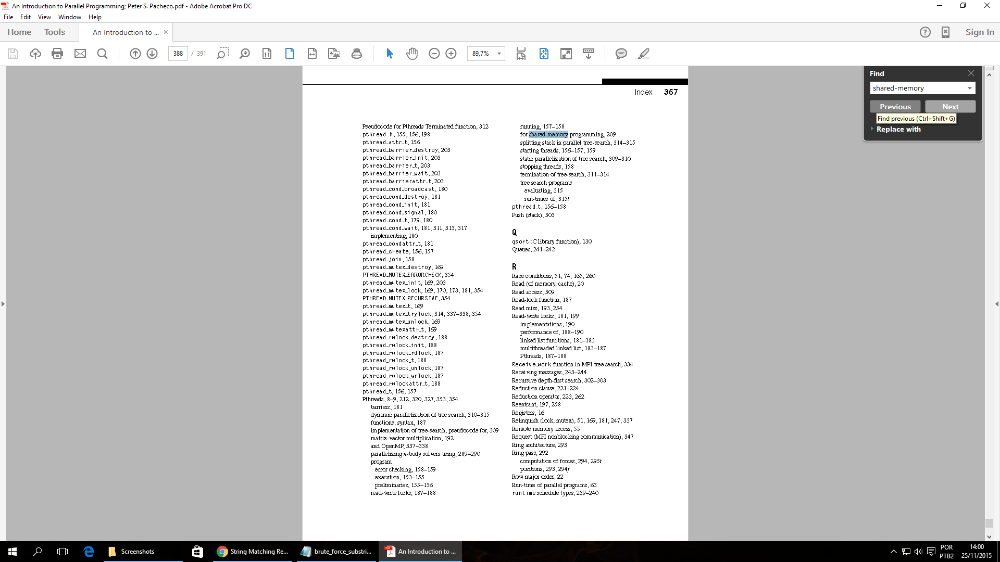 An Introduction to Parallel Programming; Peter S. Pacheco.pdf - Adobe Acrobat Pro DC
File Edit View Window Help
Home Tools An Introduction to ... × Sign In
388 / 391 89,7%
Find
shared-memory
Previous Next
Find previous (Ctrl+Shift+G)
Replace with
Index 367
Pseudocode for Pthreads Terminated function, 312
pthread.h, 155, 156, 198
pthread_attr_t, 156
pthread_barrier_destroy, 203
pthread_barrier_init, 203
pthread_barrier_t, 203
pthread_barrier_wait, 203
pthread_barrierattr_t, 203
pthread_cond_broadcast, 180
pthread_cond_destroy, 181
pthread_cond_init, 181
pthread_cond_signal, 180
pthread_cond_t, 179, 180
pthread_cond_wait, 181, 311, 313, 317
implementing, 180
pthread_condattr_t, 181
pthread_create, 156, 157
pthread_join, 158
pthread_mutex_destroy, 169
PTHREAD_MUTEX_ERRORCHECK, 354
pthread_mutex_init, 169, 203
pthread_mutex_lock, 169, 170, 173, 181, 354
PTHREAD_MUTEX_RECURSIVE, 354
pthread_mutex_t, 169
pthread_mutex_trylock, 314, 337–338, 354
pthread_mutex_unlock, 169
pthread_mutexattr_t, 169
pthread_rwlock_destroy, 188
pthread_rwlock_init, 188
pthread_rwlock_rdlock, 187
pthread_rwlock_t, 188
pthread_rwlock_unlock, 187
pthread_rwlock_wrlock, 187
pthread_rwlockattr_t, 188
pthread_t, 156, 157
Pthreads, 8–9, 212, 320, 327, 353, 354
barriers, 181
dynamic parallelization of tree search, 310–315
functions, syntax, 187
implementation of tree-search, pseudocode for, 309
matrix-vector multiplication, 192
and OpenMP, 337–338
parallelizing n-body solvers using, 289–290
program
error checking, 158–159
execution, 153–155
preliminaries, 155–156
read-write locks, 187–188
running, 157–158
for shared-memory programming, 209
splitting stack in parallel tree-search, 314–315
starting threads, 156–157, 159
static parallelization of tree search, 309–310
stopping threads, 158
termination of tree-search, 311–314
tree search programs
evaluating, 315
run-times of, 315t
pthread_t, 156–158
Push (stack), 303
Q
qsort (C library function), 130
Queues, 241–242
R
Race conditions, 51, 74, 165, 260
Read (of memory, cache), 20
Read access, 309
Read-lock function, 187
Read miss, 193, 254
Read-write locks, 181, 199
implementations, 190
performance of, 188–190
linked list functions, 181–183
multithreaded linked list, 183–187
Pthreads, 187–188
Receive_work function in MPI tree search, 334
Receiving messages, 243–244
Recursive depth-first search, 302–303
Reduction clause, 221–224
Reduction operator, 223, 262
Reentrant, 197, 258
Registers, 16
Relinquish (lock, mutex), 51, 169, 181, 247, 337
Remote memory access, 55
Request (MPI nonblocking communication), 347
Ring architecture, 293
Ring pass, 292
computation of forces, 294, 295t
positions, 293, 294f
Row major order, 22
Run-time of parallel programs, 63
runtime schedule types, 239–240
Screenshots String Matching Re... brute_force_substri... An Introduction to ...
POR 14:00
PTB2 25/11/2015